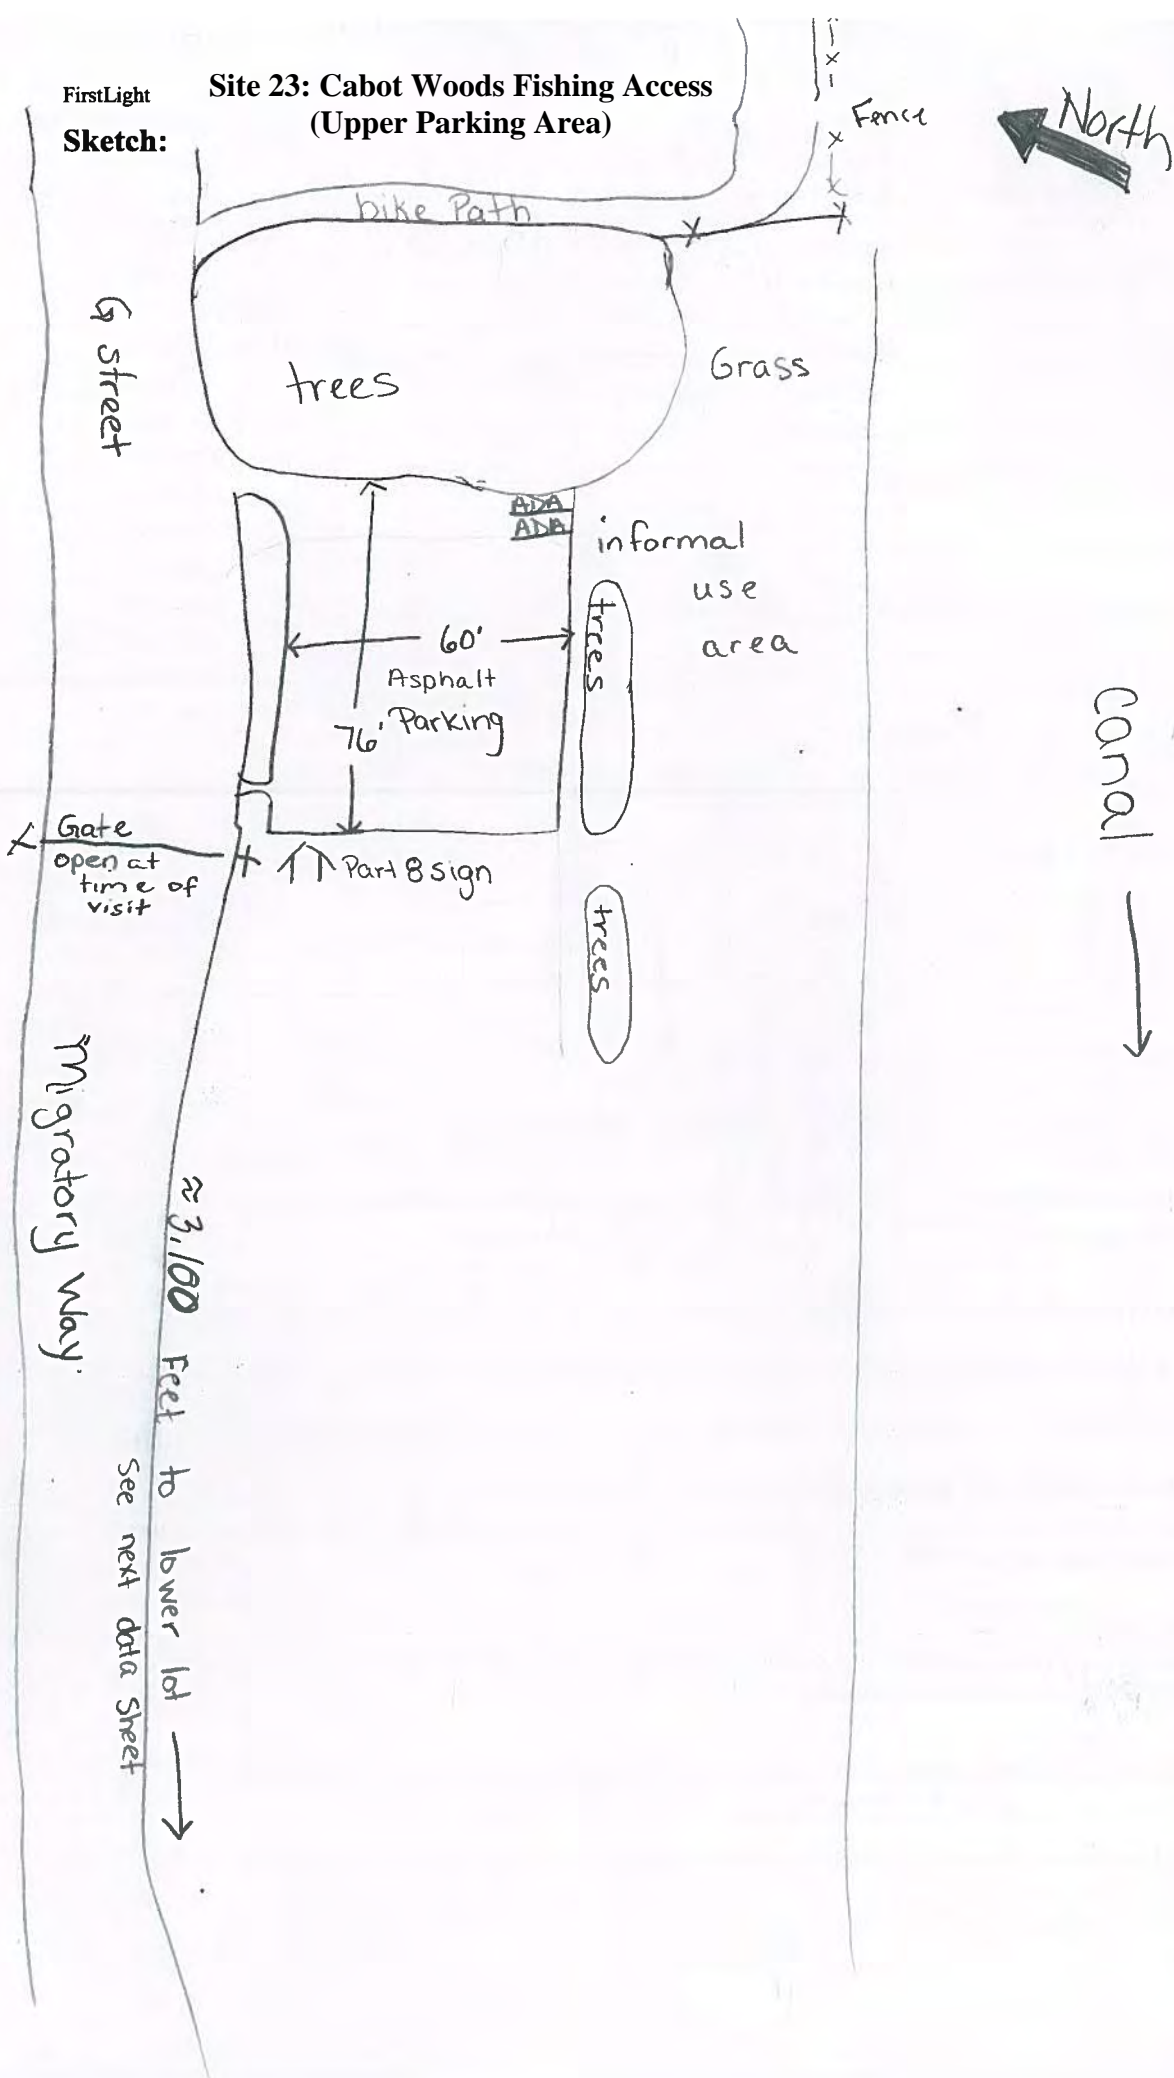 FirstLight
Site 23: Cabot Woods Fishing Access
(Upper Parking Area)
Sketch:
Fence
North
bike Path
G street
trees
Grass
ADA
ADA
informal
use
area
trees
60'
Asphalt
Parking
76'
Canal
Gate
open at
time of
visit
Part 8 sign
trees
Migratory Way
≈3,100 Feet to lower lot
See next data Sheet